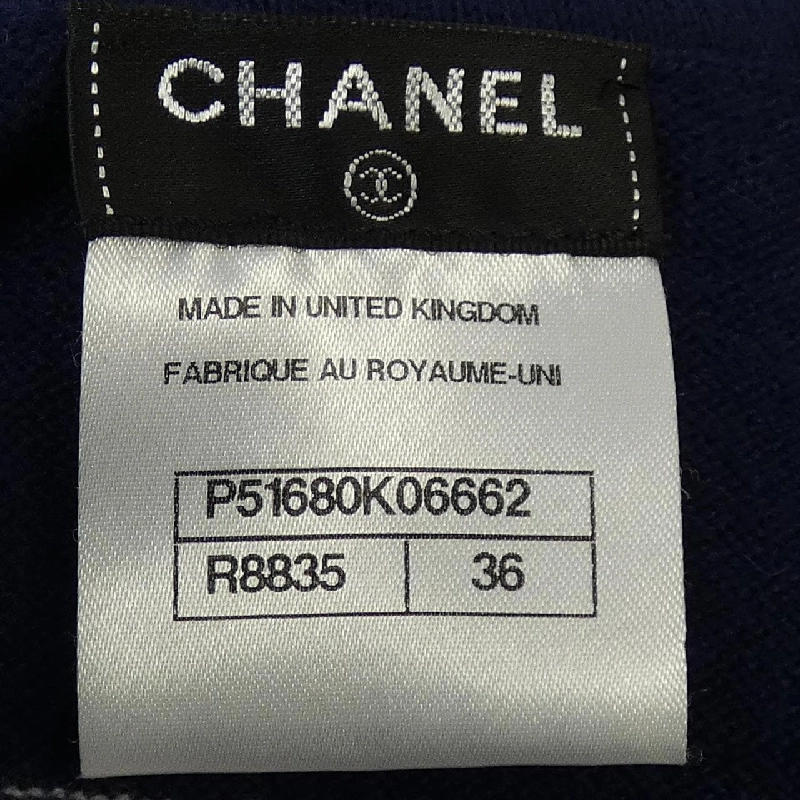 CHANEL
MADE IN UNITED KINGDOM
FABRIQUE AU ROYAUME-UNI
P51680K06662
R8835 36